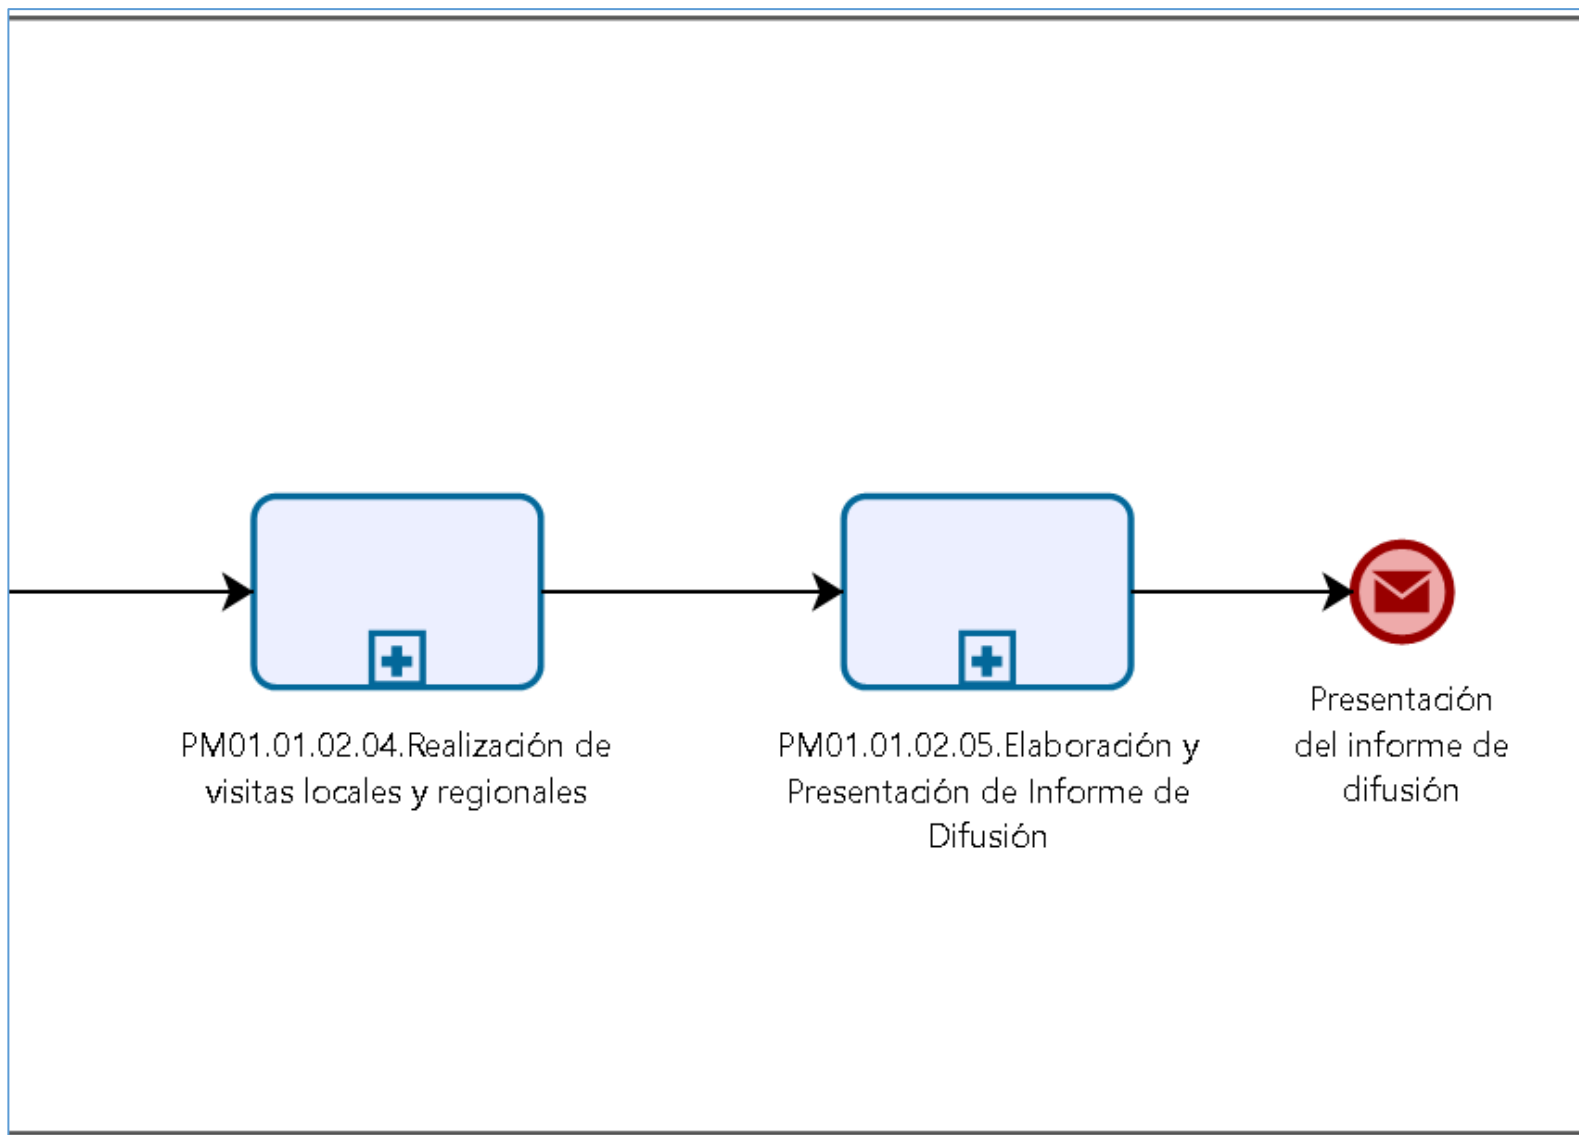 PM01.01.02.04.Realización de
visitas locales y regionales
PM01.01.02.05.Elaboración y
Presentación de Informe de
Difusión
Presentación
del informe de
difusión